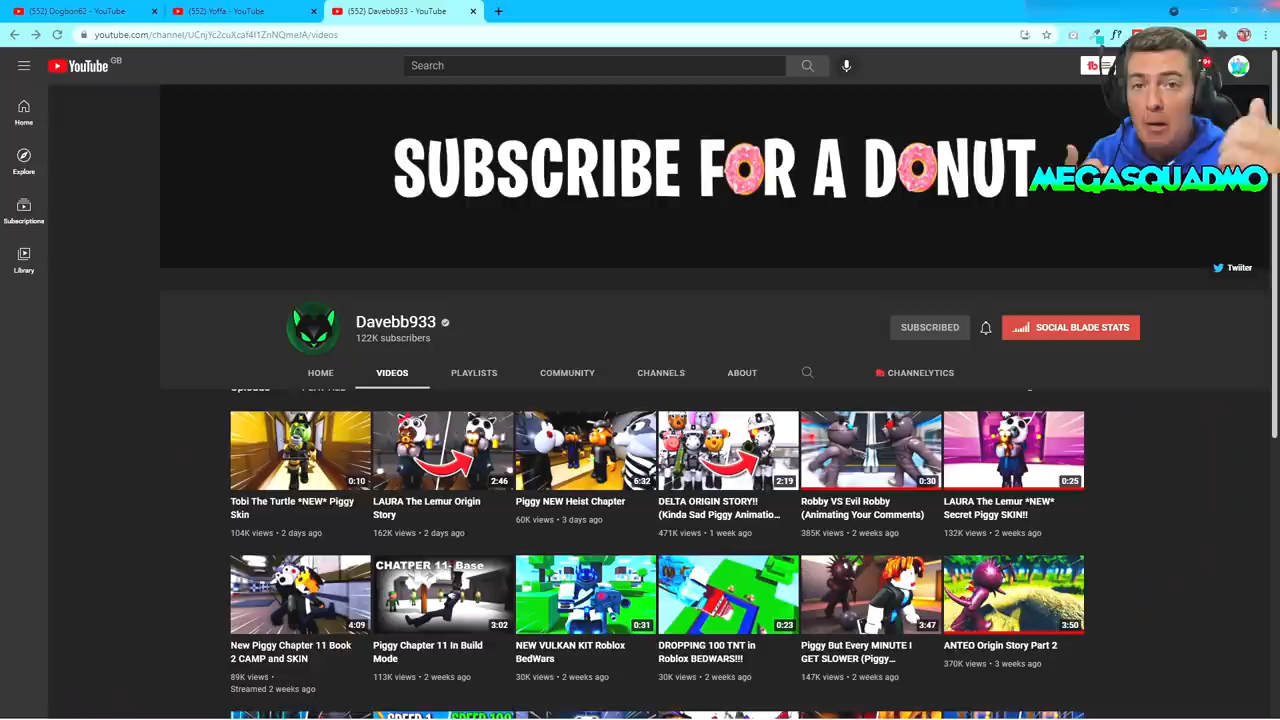 (552) Dogbon62 - YouTube
(552) Yoffa - YouTube
(552) Davebb933 - YouTube
youtube.com/channel/UCnjYc2cuXcaf4I1ZnNQmeJA/videos
YouTube GB
Search
9+
Home
Explore
Subscriptions
Library
SUBSCRIBE FOR A DONUT
MEGASQUADMO
Twiiter
Davebb933
122K subscribers
SUBSCRIBED
SOCIAL BLADE STATS
HOME VIDEOS PLAYLISTS COMMUNITY CHANNELS ABOUT CHANNELYTICS
0:10 2:46 6:32 2:19 0:30 0:25
Tobi The Turtle *NEW* Piggy
Skin
104K views • 2 days ago
LAURA The Lemur Origin
Story
162K views • 2 days ago
Piggy NEW Heist Chapter
60K views • 3 days ago
DELTA ORIGIN STORY!!
(Kinda Sad Piggy Animatio...
471K views • 1 week ago
Robby VS Evil Robby
(Animating Your Comments)
385K views • 2 weeks ago
LAURA The Lemur *NEW*
Secret Piggy SKIN!!
132K views • 2 weeks ago
CHATPER 11- Base
4:09 3:02 0:31 0:23 3:47 3:50
New Piggy Chapter 11 Book
2 CAMP and SKIN
89K views •
Streamed 2 weeks ago
Piggy Chapter 11 In Build
Mode
113K views • 2 weeks ago
NEW VULKAN KIT Roblox
BedWars
30K views • 2 weeks ago
DROPPING 100 TNT in
Roblox BEDWARS!!!
30K views • 2 weeks ago
Piggy But Every MINUTE I
GET SLOWER (Piggy...
147K views • 2 weeks ago
ANTEO Origin Story Part 2
370K views • 3 weeks ago